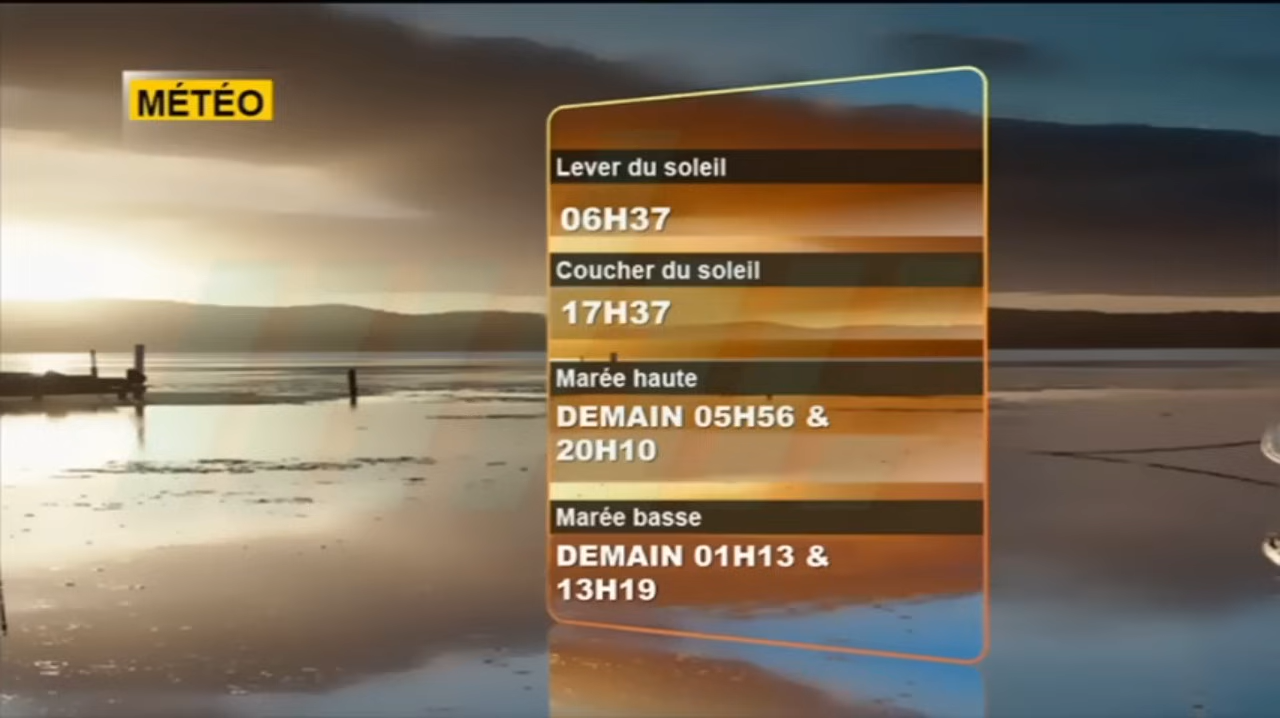 MÉTÉO
Lever du soleil
06H37
Coucher du soleil
17H37
Marée haute
DEMAIN 05H56 &
20H10
Marée basse
DEMAIN 01H13 &
13H19